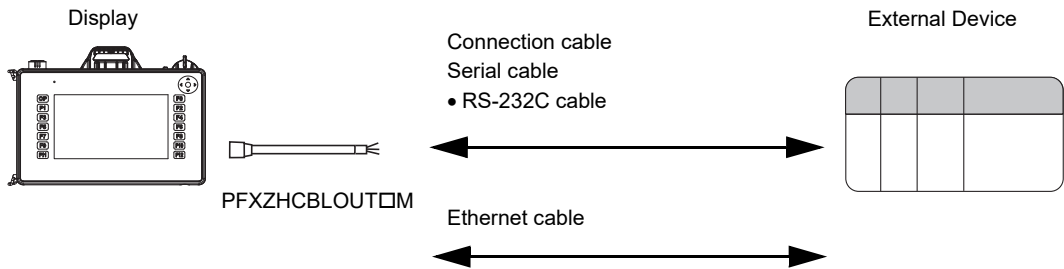 Display
External Device
Connection cable
Serial cable
• RS-232C cable
PFXZHCBLOUT□M
Ethernet cable